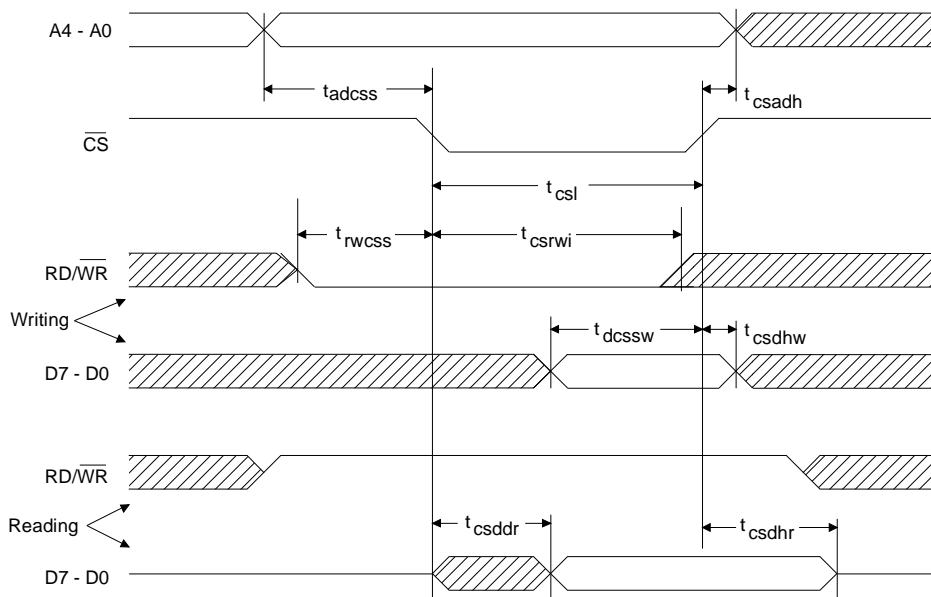 A4 - A0
tadcss
tcsadh
CS
tcsl
trwcss
tcsrwi
RD/WR
Writing
tdcssw
tcsdhw
D7 - D0
RD/WR
Reading
tcsddr
tcsdhr
D7 - D0